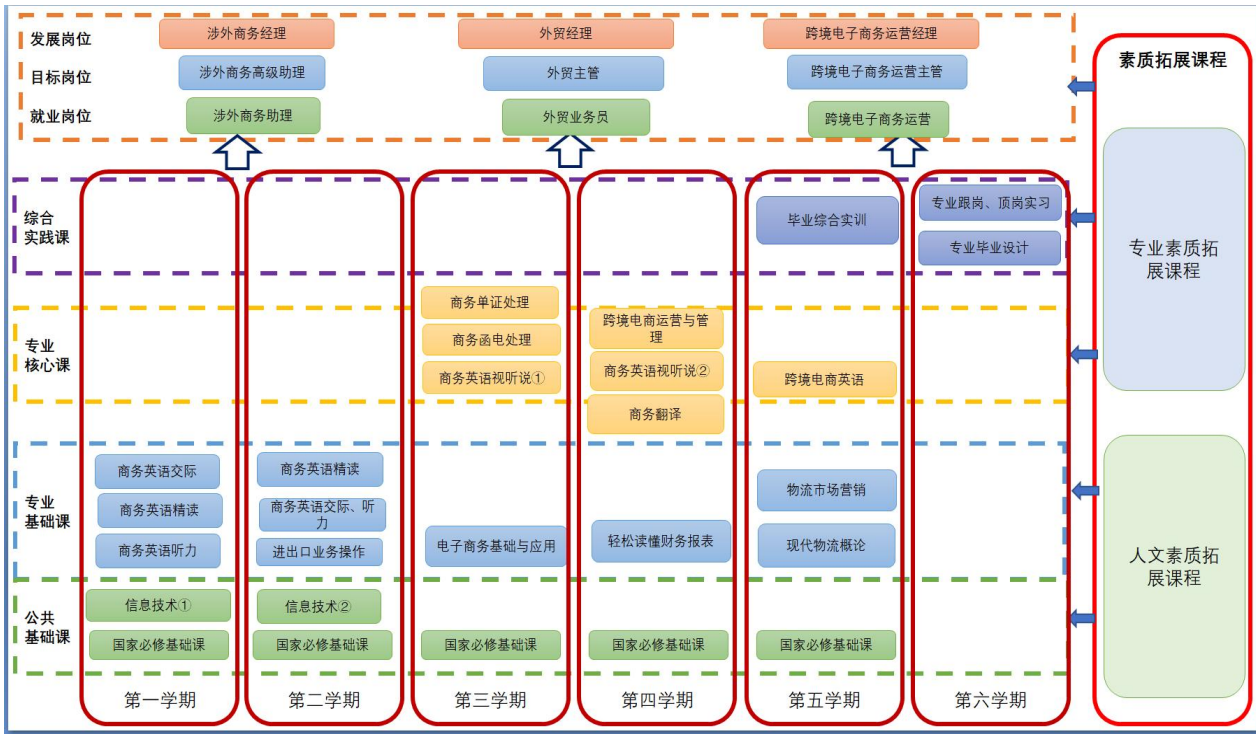 发展岗位
涉外商务经理
外贸经理
跨境电子商务运营经理
目标岗位
涉外商务高级助理
外贸主管
跨境电子商务运营主管
就业岗位
涉外商务助理
外贸业务员
跨境电子商务运营
综合
实践课
毕业综合实训
专业跟岗、顶岗实习
专业毕业设计
专业
核心课
商务单证处理
商务函电处理
商务英语视听说①
跨境电商运营与管
理
商务英语视听说②
商务翻译
跨境电商英语
专业
基础课
商务英语交际
商务英语精读
商务英语听力
商务英语精读
商务英语交际、听
力
进出口业务操作
电子商务基础与应用
轻松读懂财务报表
物流市场营销
现代物流概论
公共
基础课
信息技术①
国家必修基础课
信息技术②
国家必修基础课
国家必修基础课
国家必修基础课
国家必修基础课
第一学期
第二学期
第三学期
第四学期
第五学期
第六学期
素质拓展课程
专业素质拓
展课程
人文素质拓
展课程